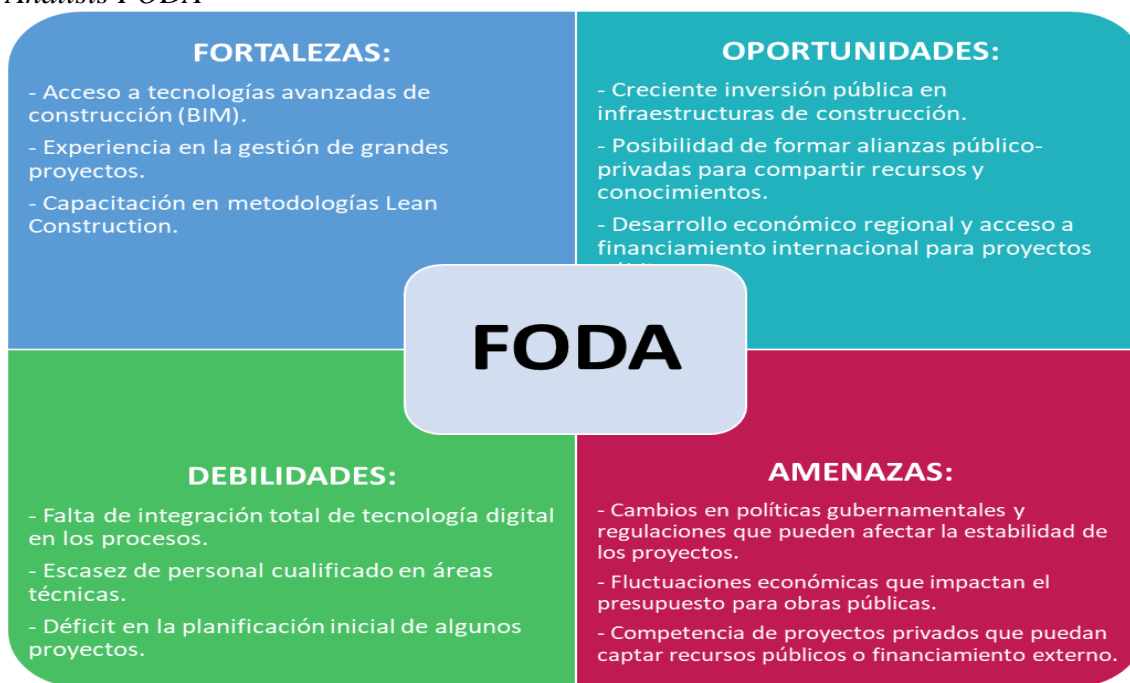 Análisis FODA
FORTALEZAS:
- Acceso a tecnologías avanzadas de
construcción (BIM).
- Experiencia en la gestión de grandes
proyectos.
- Capacitación en metodologías Lean
Construction.
OPORTUNIDADES:
- Creciente inversión pública en
infraestructuras de construcción.
- Posibilidad de formar alianzas público-
privadas para compartir recursos y
conocimientos.
- Desarrollo económico regional y acceso a
financiamiento internacional para proyectos
FODA
DEBILIDADES:
- Falta de integración total de tecnología digital
en los procesos.
- Escasez de personal cualificado en áreas
técnicas.
- Déficit en la planificación inicial de algunos
proyectos.
AMENAZAS:
- Cambios en políticas gubernamentales y
regulaciones que pueden afectar la estabilidad de
los proyectos.
- Fluctuaciones económicas que impactan el
presupuesto para obras públicas.
- Competencia de proyectos privados que puedan
captar recursos públicos o financiamiento externo.